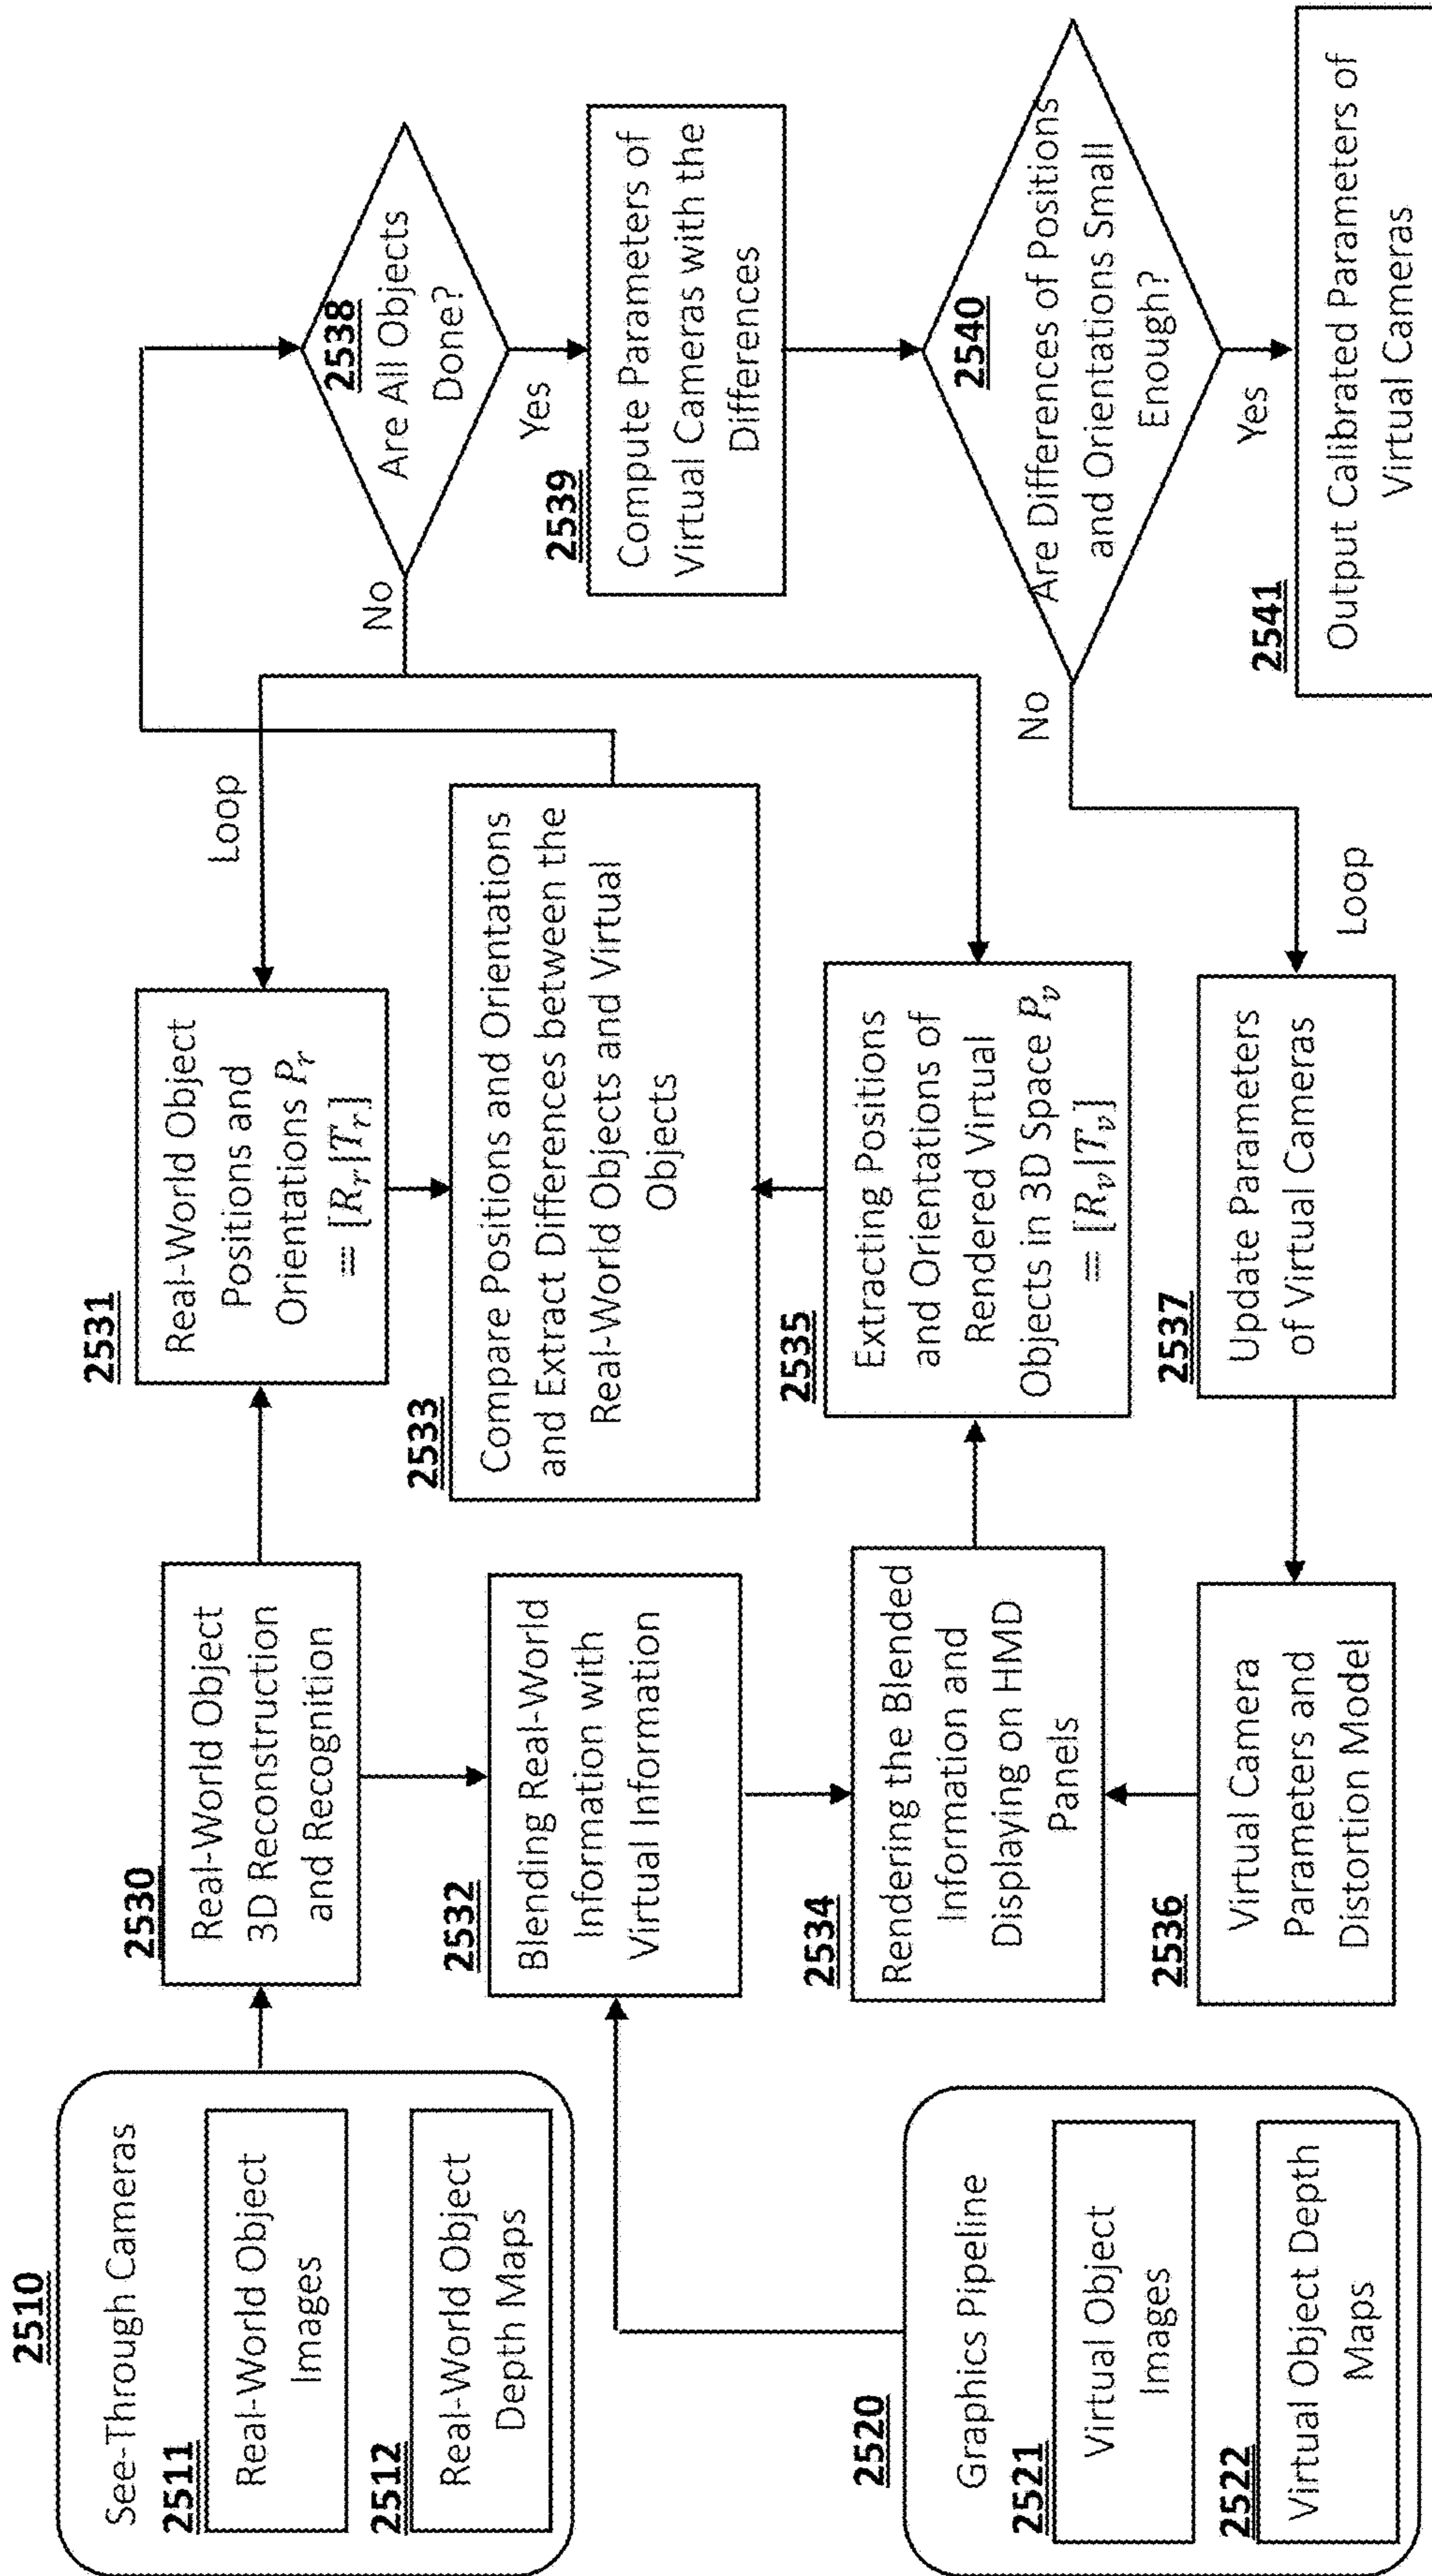 2510
See-Through Cameras
2511
Real-World Object
Images
2512
Real-World Object
Depth Maps
2520
Graphics Pipeline
2521
Virtual Object
Images
2522
Virtual Object Depth
Maps
2530
Real-World Object
3D Reconstruction
and Recognition
2532
Blending Real-World
Information with
Virtual Information
2534
Rendering the Blended
Information and
Displaying on HMD
Panels
2536
Virtual Camera
Parameters and
Distortion Model
2531
Real-World Object
Positions and
Orientations P_r
= [R_r|T_r]
2533
Compare Positions and Orientations
and Extract Differences between the
Real-World Objects and Virtual
Objects
2535
Extracting Positions
and Orientations of
Rendered Virtual
Objects in 3D Space P_v
= [R_v|T_v]
2537
Update Parameters
of Virtual Cameras
Loop
Loop
No
2538
Are All Objects
Done?
Yes
2539
Compute Parameters of
Virtual Cameras with the
Differences
No
2540
Are Differences of Positions
and Orientations Small
Enough?
Yes
2541
Output Calibrated Parameters of
Virtual Cameras